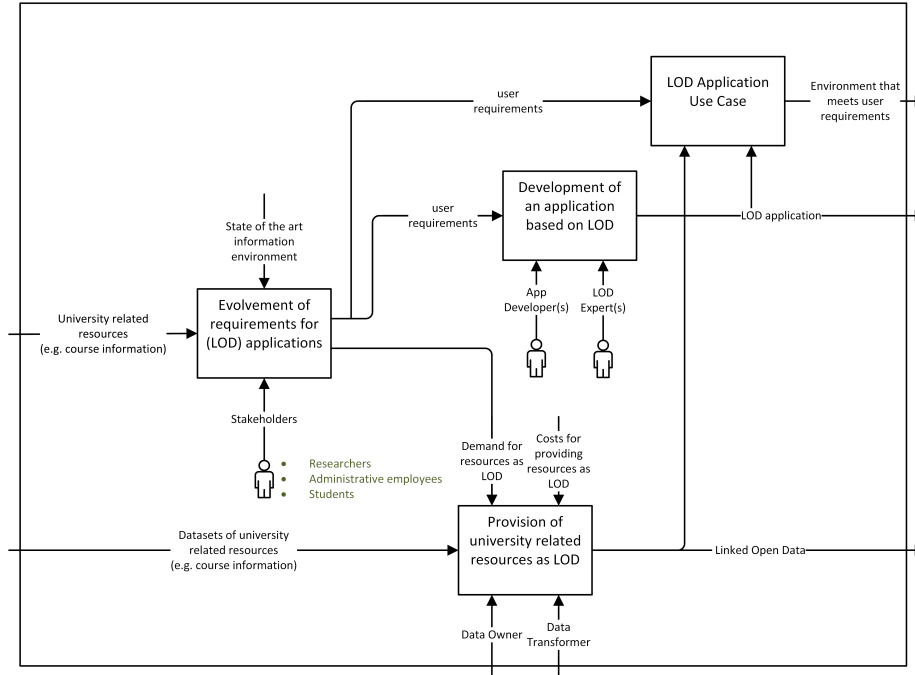 LOD Application
Use Case
Environment that
meets user
requirements
user
requirements
Development of
an application
based on LOD
user
requirements
LOD application
State of the art
information
environment
App
Developer(s)
LOD
Expert(s)
Evolvement of
requirements for
(LOD) applications
University related
resources
(e.g. course information)
Stakeholders
• Researchers
• Administrative employees
• Students
Demand for
resources as
LOD
Costs for
providing
resources as
LOD
Datasets of university
related resources
(e.g. course information)
Provision of
university related
resources as LOD
Linked Open Data
Data Owner
Data
Transformer